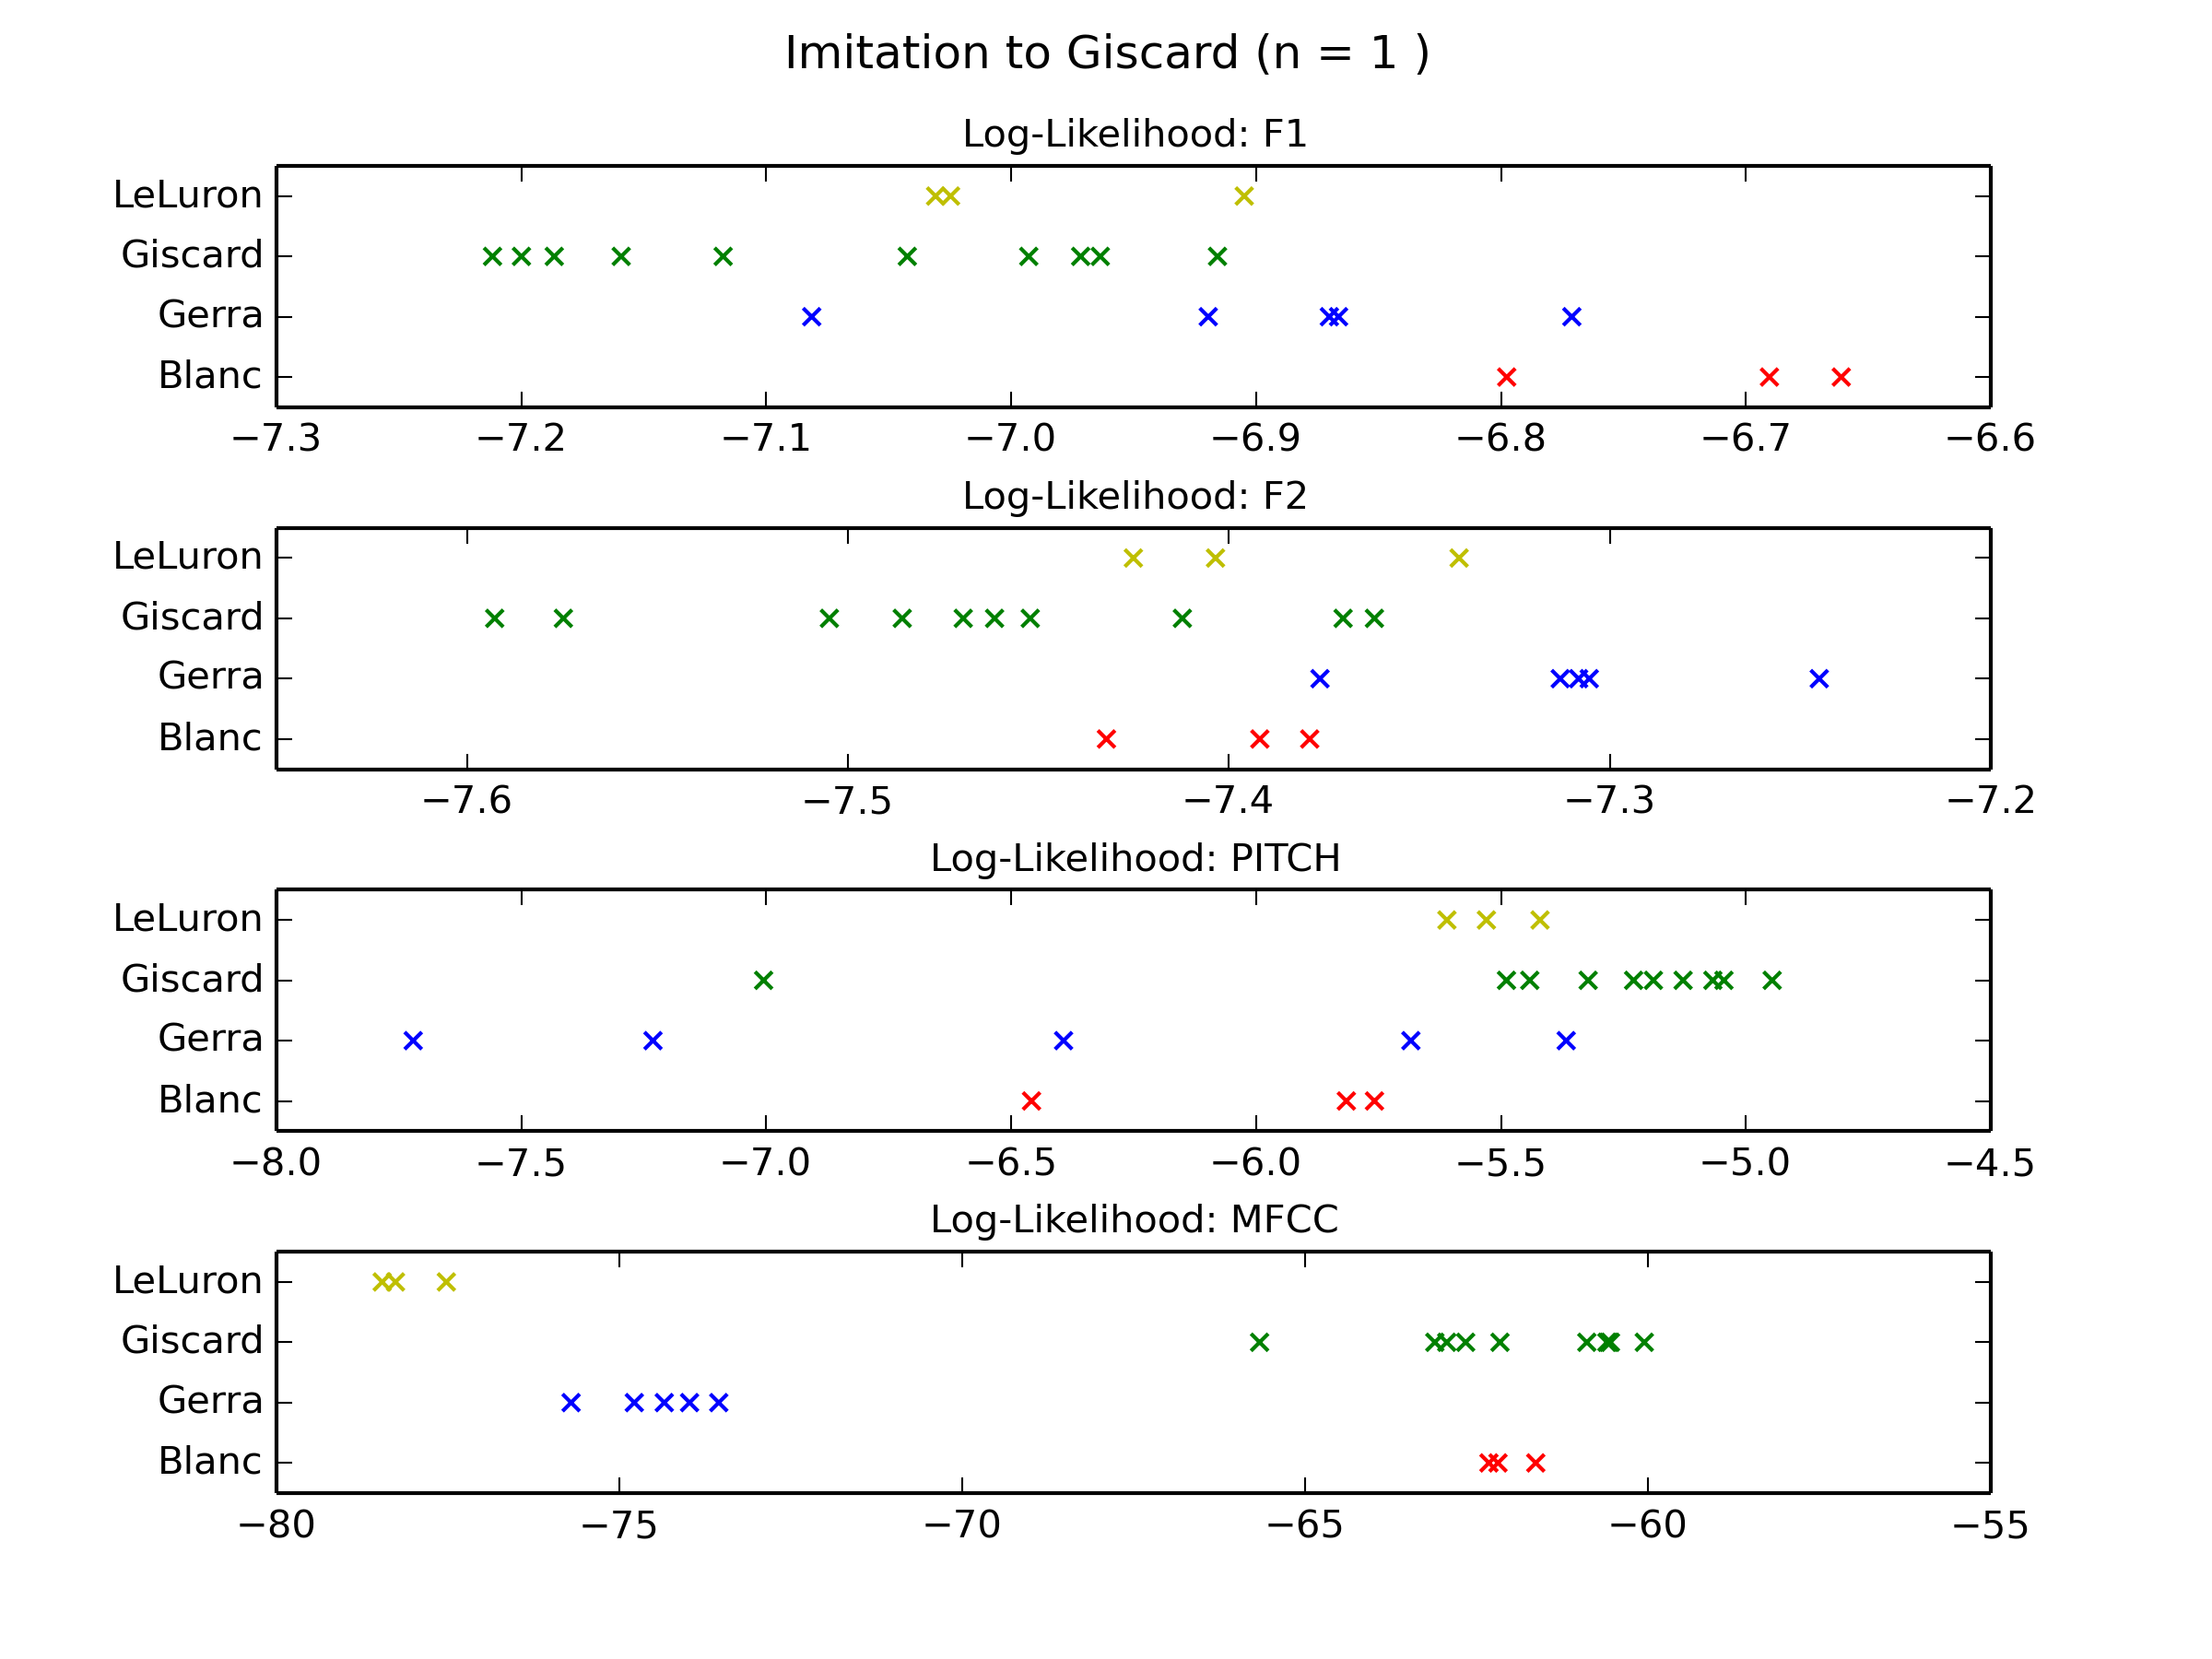 Imitation to Giscard (n = 1 )
Log-Likelihood: F1
LeLuron
Giscard
Gerra
Blanc
−7.3 −7.2 −7.1 −7.0 −6.9 −6.8 −6.7 −6.6
Log-Likelihood: F2
LeLuron
Giscard
Gerra
Blanc
−7.6 −7.5 −7.4 −7.3 −7.2
Log-Likelihood: PITCH
LeLuron
Giscard
Gerra
Blanc
−8.0 −7.5 −7.0 −6.5 −6.0 −5.5 −5.0 −4.5
Log-Likelihood: MFCC
LeLuron
Giscard
Gerra
Blanc
−80 −75 −70 −65 −60 −55